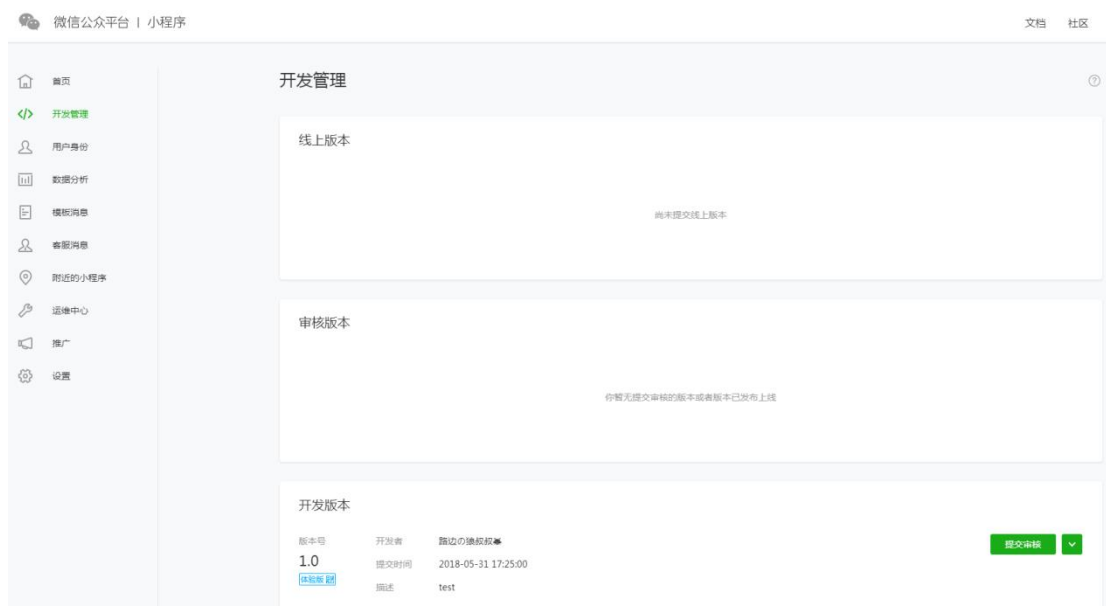 微信公众平台 | 小程序
文档 社区
首页
开发管理
用户身份
数据分析
模板消息
客服消息
附近的小程序
运维中心
推广
设置
开发管理
线上版本
尚未提交线上版本
审核版本
你暂无提交审核的版本或者版本已发布上线
开发版本
版本号
1.0
体验版
开发者 路边の狼叔叔
提交时间 2018-05-31 17:25:00
描述 test
提交审核